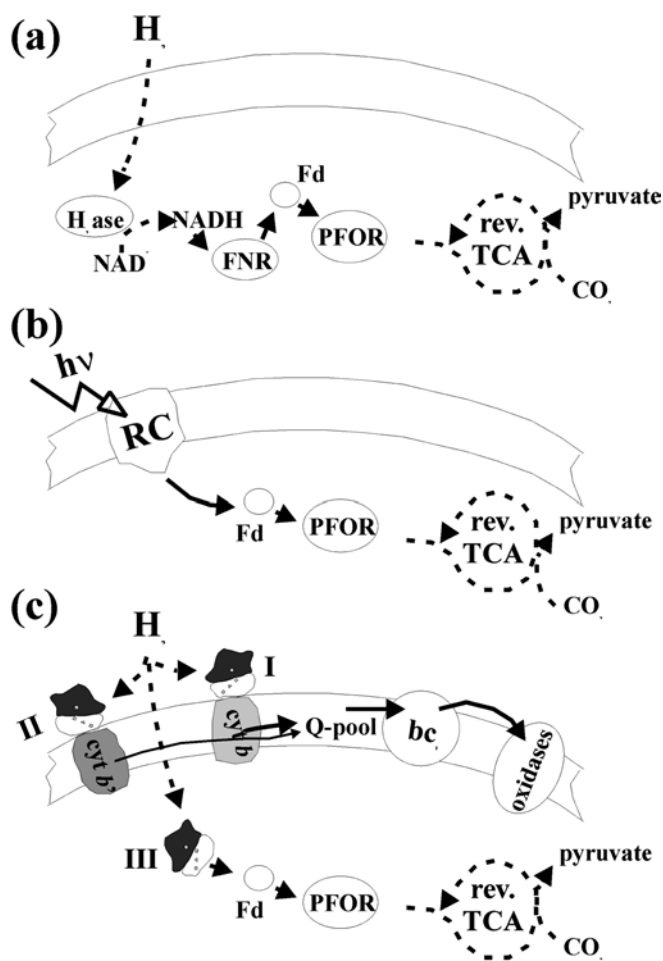 (a)
H,
Fd
H, ase
NADH
NAD.
FNR
PFOR
rev.
TCA
pyruvate
CO,
(b)
hν
RC
Fd
PFOR
rev.
TCA
pyruvate
CO,
(c)
H,
I
II
cyt b'
cyt b
Q-pool
bc,
oxidases
III
Fd
PFOR
rev.
TCA
pyruvate
CO,